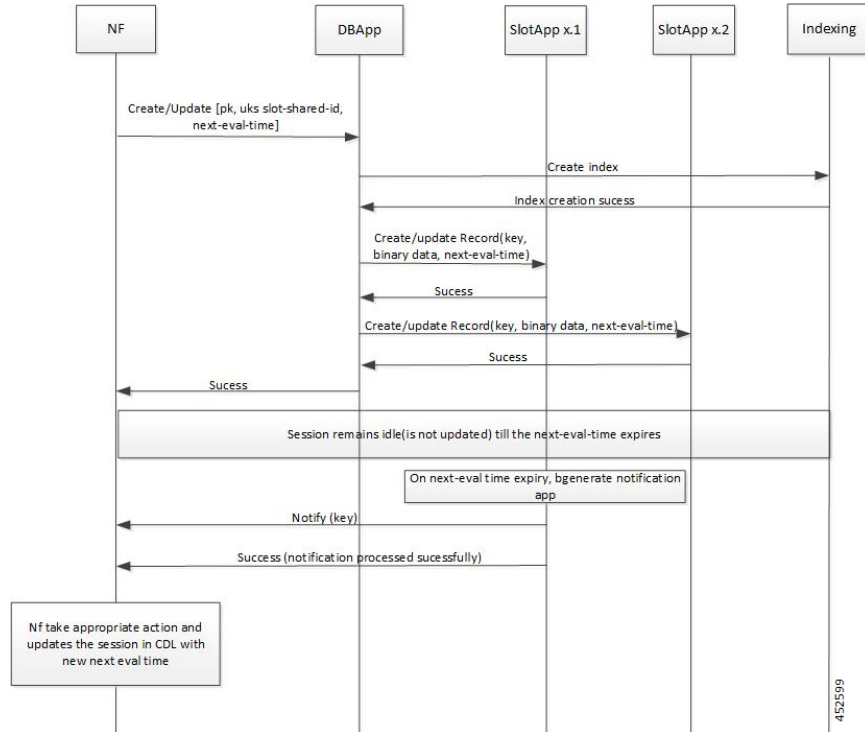 NF
DBApp
SlotApp x.1
SlotApp x.2
Indexing
Create/Update [pk, uks slot-shared-id,
next-eval-time]
Create index
Index creation sucess
Create/update Record(key,
binary data, next-eval-time)
Sucess
Create/update Record(key, binary data, next-eval-time)
Sucess
Sucess
Session remains idle(is not updated) till the next-eval-time expires
On next-eval time expiry, bgenerate notification
app
Notify (key)
Success (notification processed sucessfully)
Nf take appropriate action and
updates the session in CDL with
new next eval time
452599